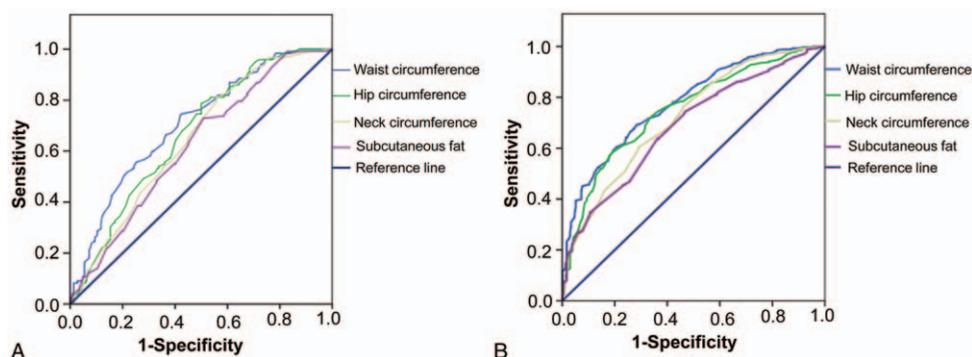 1.0
0.8
0.6
0.4
0.2
0.0
Sensitivity
0.0 0.2 0.4 0.6 0.8 1.0
1-Specificity
A
Waist circumference
Hip circumference
Neck circumference
Subcutaneous fat
Reference line
1.0
0.8
0.6
0.4
0.2
0.0
Sensitivity
0.0 0.2 0.4 0.6 0.8 1.0
1-Specificity
B
Waist circumference
Hip circumference
Neck circumference
Subcutaneous fat
Reference line